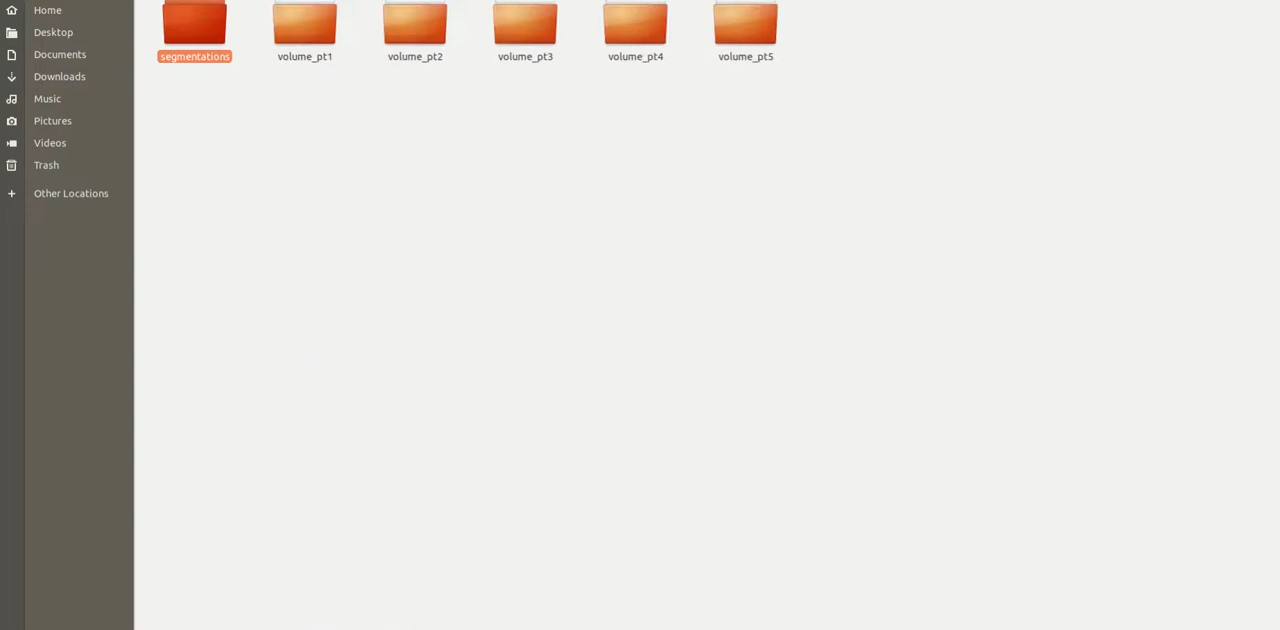 Home
Desktop
Documents
Downloads
Music
Pictures
Videos
Trash
Other Locations
segmentations
volume_pt1
volume_pt2
volume_pt3
volume_pt4
volume_pt5